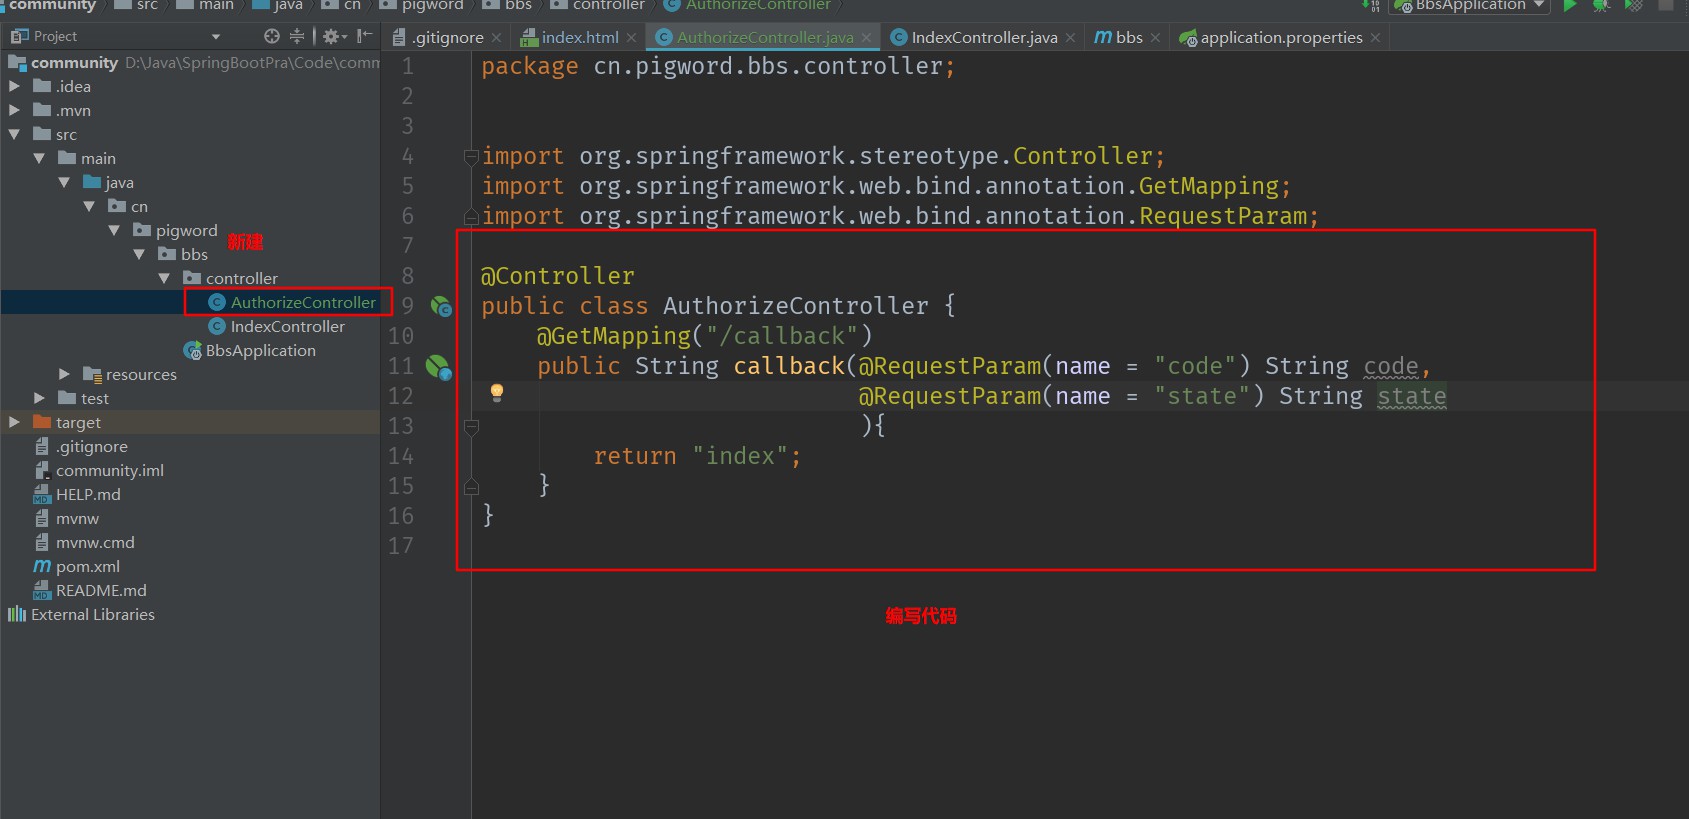 community src main java cn pigword bbs controller AuthorizeController
BbsApplication
Project
.gitignore index.html AuthorizeController.java IndexController.java bbs application.properties
community D:\Java\SpringBootPra\Code\comm
.idea
.mvn
src
main
java
cn
pigword
新建
bbs
controller
AuthorizeController
IndexController
BbsApplication
resources
test
target
.gitignore
community.iml
HELP.md
mvnw
mvnw.cmd
pom.xml
README.md
External Libraries
1 package cn.pigword.bbs.controller;
2
3
4 import org.springframework.stereotype.Controller;
5 import org.springframework.web.bind.annotation.GetMapping;
6 import org.springframework.web.bind.annotation.RequestParam;
7
8 @Controller
9 public class AuthorizeController {
10 @GetMapping("/callback")
11 public String callback(@RequestParam(name = "code") String code,
12 @RequestParam(name = "state") String state
13 ){
14 return "index";
15 }
16 }
17
编写代码